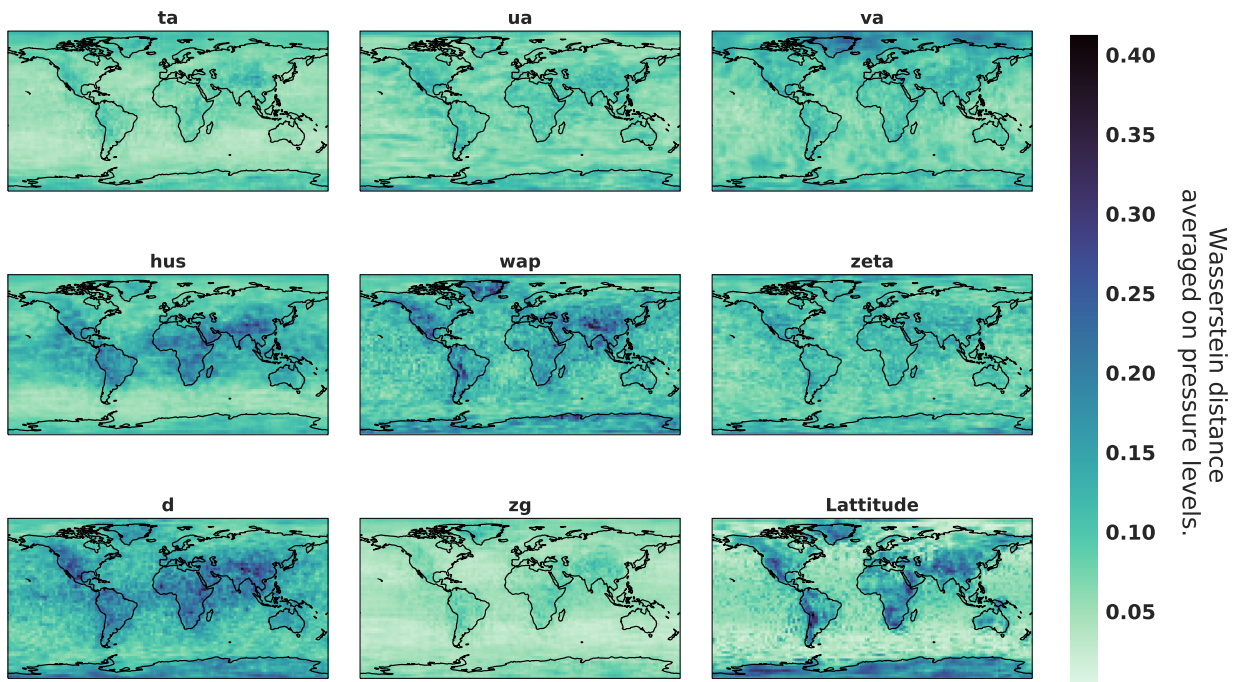 ta
ua
va
hus
wap
zeta
d
zg
Lattitude
0.40
0.35
0.30
0.25
0.20
0.15
0.10
0.05
Wasserstein distance
averaged on pressure levels.